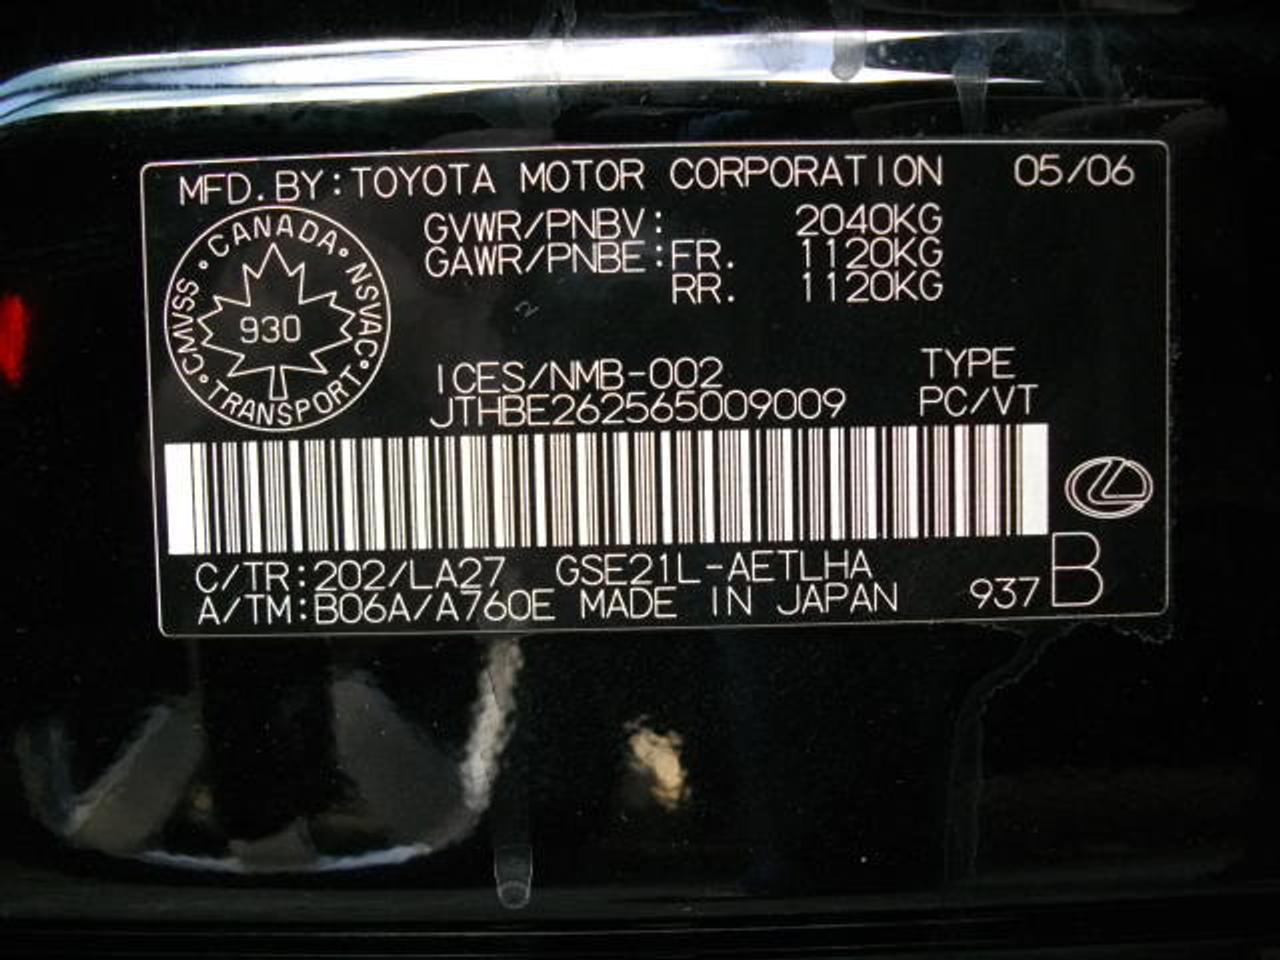 MFD. BY: TOYOTA MOTOR CORPORATION 05/06
GVWR/PNBV: 2040KG
GAWR/PNBE: FR. 1120KG
RR. 1120KG
CANADA • NSVAC • TRANSPORT • CMVSS •
930
ICES/NMB-002 TYPE
JTHBE262565009009 PC/VT
C/TR: 202/LA27 GSE21L-AETLHA
A/TM: B06A/A760E MADE IN JAPAN 937 B